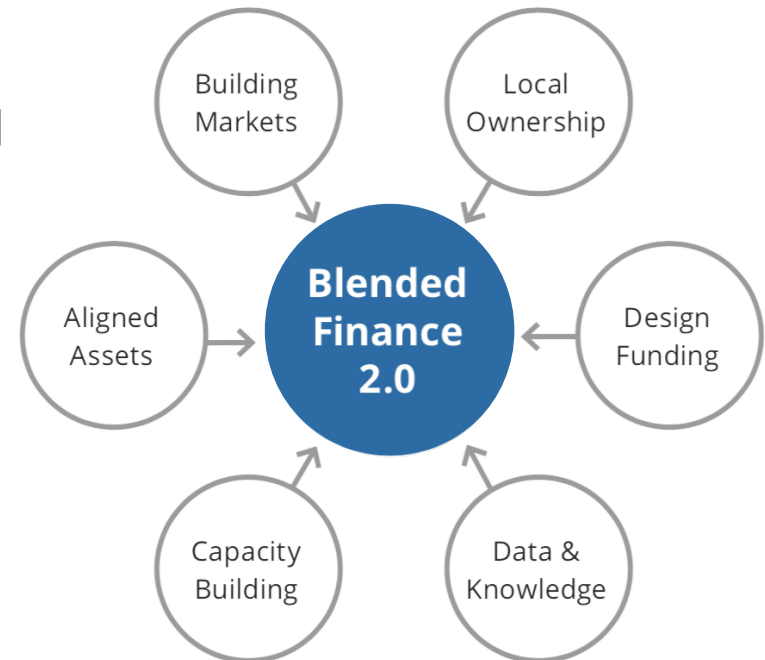 Building
Markets
Local
Ownership
Aligned
Assets
Blended
Finance
2.0
Design
Funding
Capacity
Building
Data &
Knowledge